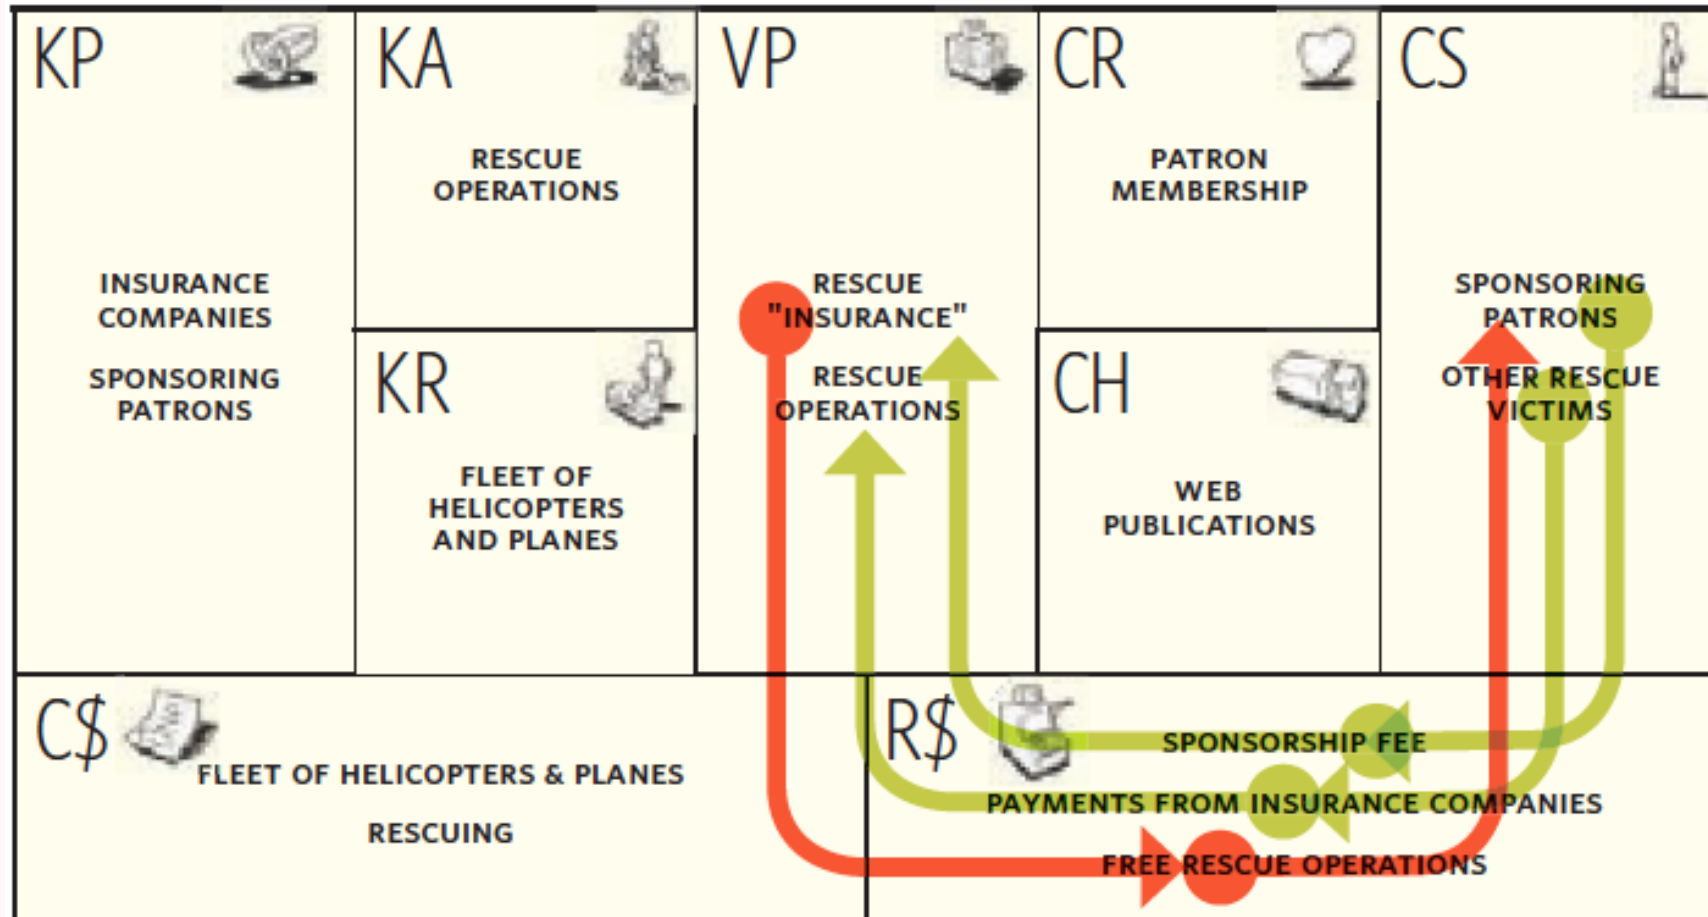 KP
INSURANCE
COMPANIES
SPONSORING
PATRONS
KA
RESCUE
OPERATIONS
KR
FLEET OF
HELICOPTERS
AND PLANES
VP
RESCUE
"INSURANCE"
RESCUE
OPERATIONS
CR
PATRON
MEMBERSHIP
CH
WEB
PUBLICATIONS
CS
SPONSORING
PATRONS
OTHER RESCUE
VICTIMS
C$
FLEET OF HELICOPTERS & PLANES
RESCUING
R$
SPONSORSHIP FEE
PAYMENTS FROM INSURANCE COMPANIES
FREE RESCUE OPERATIONS